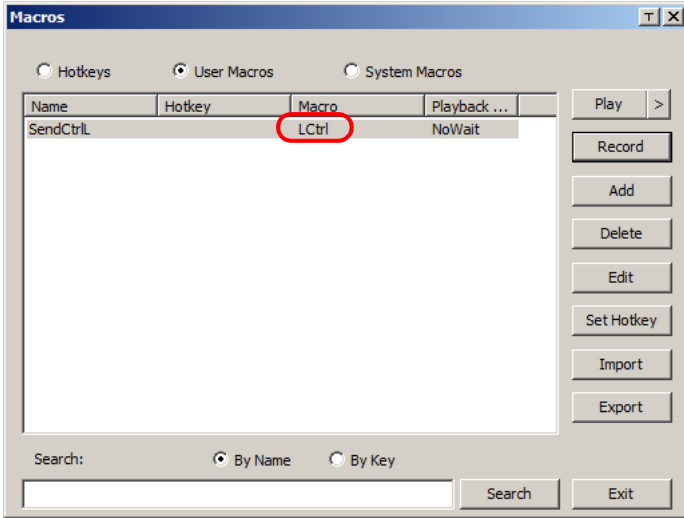 Macros
Hotkeys User Macros System Macros
Name Hotkey Macro Playback ...
SendCtrlL LCtrl NoWait
Play >
Record
Add
Delete
Edit
Set Hotkey
Import
Export
Search: By Name By Key
Search Exit